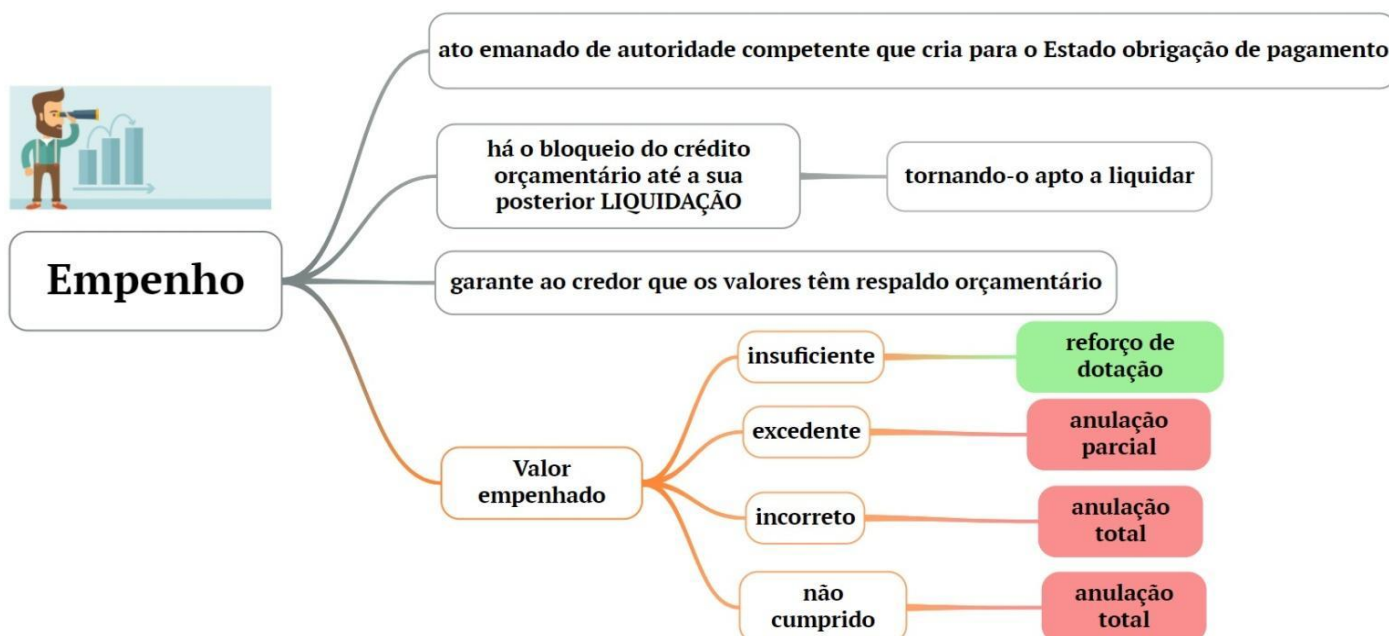 ato emanado de autoridade competente que cria para o Estado obrigação de pagamento
há o bloqueio do crédito
orçamentário até a sua
posterior LIQUIDAÇÃO
tornando-o apto a liquidar
Empenho
garante ao credor que os valores têm respaldo orçamentário
Valor
empenhado
insuficiente
reforço de
dotação
excedente
anulação
parcial
incorreto
anulação
total
não
cumprido
anulação
total